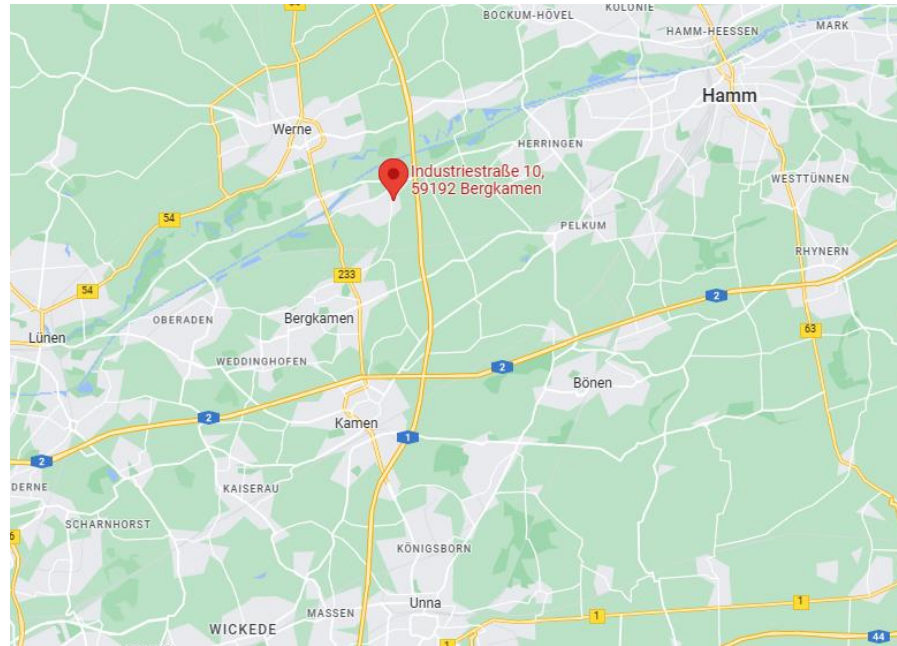 BOCKUM-HÖVEL
KOLONIE
MARK
HAMM-HEESSEN
Hamm
Werne
HERRINGEN
Industriestraße 10,
59192 Bergkamen
WESTTÜNNEN
54
PELKUM
RHYNERN
233
54
2
OBERADEN
Bergkamen
Lünen
63
WEDDINGHOFEN
2
Bönen
2
Kamen
1
2
DERNE
KAISERAU
SCHARNHORST
6
KÖNIGSBORN
Unna
1
MASSEN
1
WICKEDE
44
1